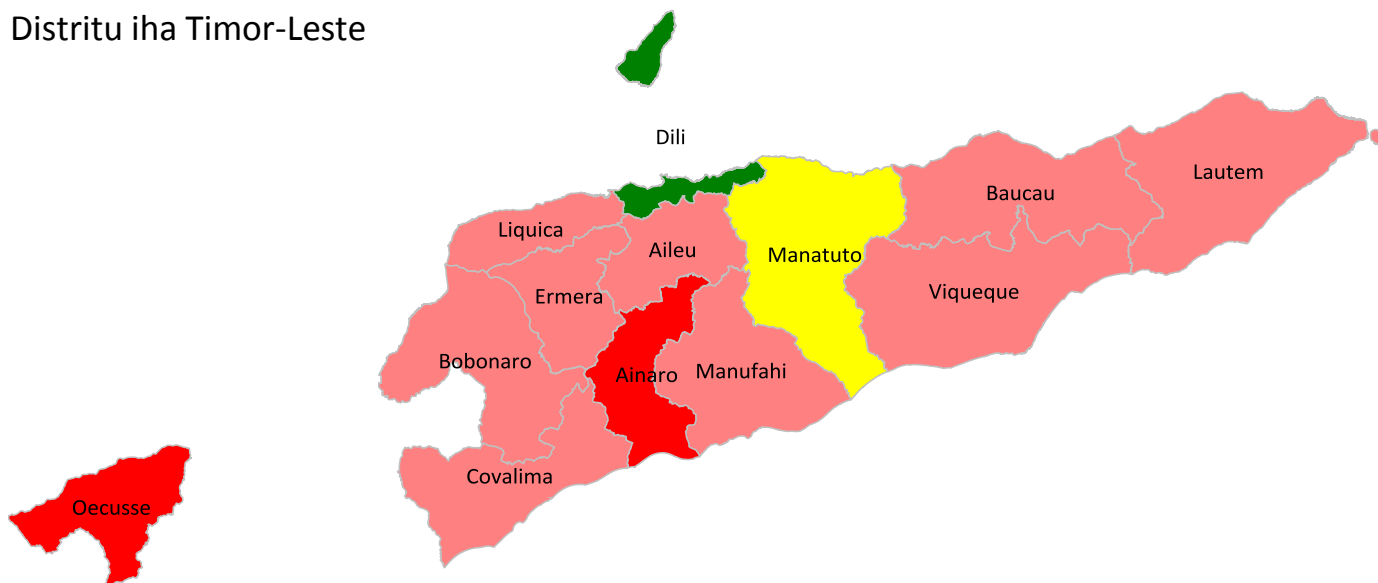 Distritu iha Timor-Leste
Dili
Lautem
Baucau
Liquica
Aileu
Manatuto
Viqueque
Ermera
Bobonaro
Ainaro
Manufahi
Covalima
Oecusse